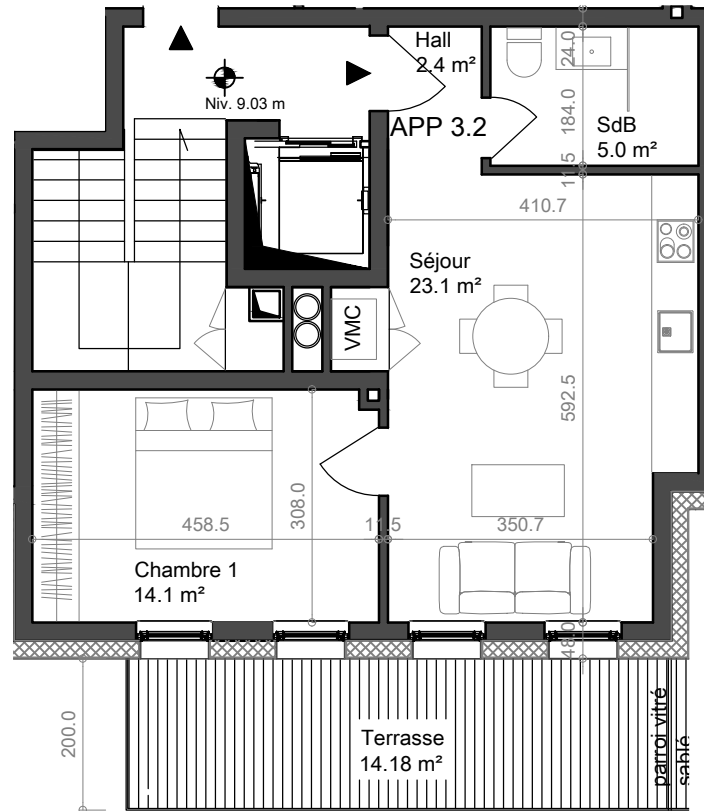 Hall
2.4 m²
24.0
Niv. 9.03 m
APP 3.2
184.0
SdB
5.0 m²
11.5
410.7
Séjour
23.1 m²
VMC
592.5
308.0
458.5
11.5
350.7
Chambre 1
14.1 m²
48.0
200.0
Terrasse
14.18 m²
parroi vitré
sablé